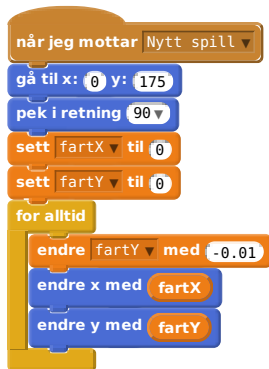 når jeg mottar Nytt spill ▼
gå til x: 0 y: 175
pek i retning 90▼
sett fartX ▼ til 0
sett fartY ▼ til 0
for alltid
endre fartY ▼ med -0.01
endre x med fartX
endre y med fartY